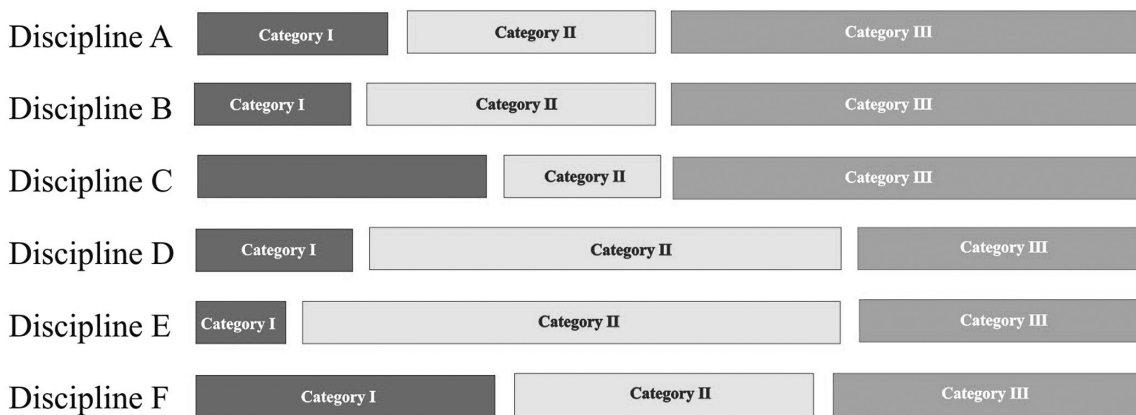 Discipline A Category I Category II Category III
Discipline B Category I Category II Category III
Discipline C Category II Category III
Discipline D Category I Category II Category III
Discipline E Category I Category II Category III
Discipline F Category I Category II Category III